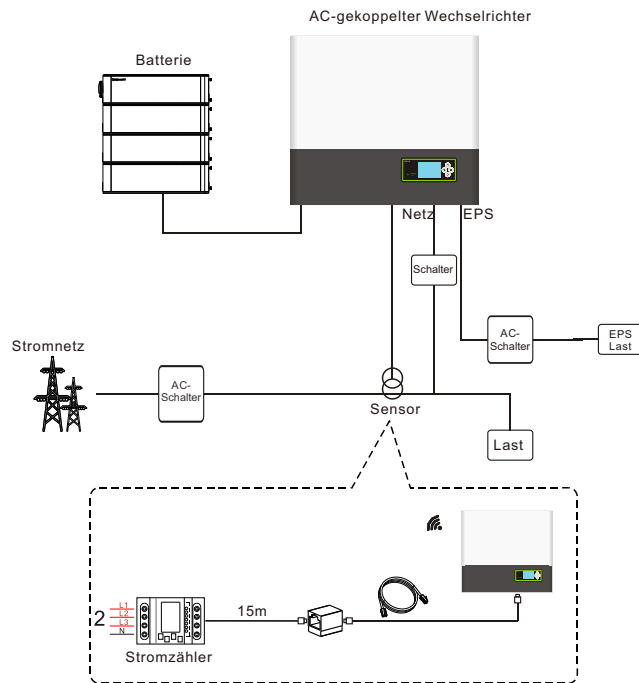 AC-gekoppelter Wechselrichter
Batterie
Netz
EPS
Schalter
AC-
Schalter
EPS
Last
Stromnetz
AC-
Schalter
Sensor
Last
2
L1
L2
L3
N
15m
Stromzähler